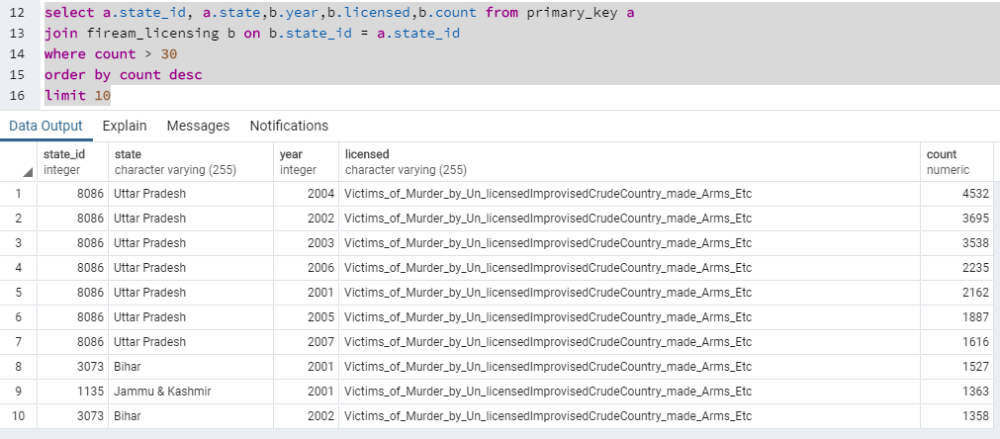 12 select a.state_id, a.state,b.year,b.licensed,b.count from primary_key a
13 join fiream_licensing b on b.state_id = a.state_id
14 where count > 30
15 order by count desc
16 limit 10
Data Output Explain Messages Notifications
state_id state year licensed count
integer character varying (255) integer character varying (255) numeric
1 8086 Uttar Pradesh 2004 Victims_of_Murder_by_Un_licensedImprovisedCrudeCountry_made_Arms_Etc 4532
2 8086 Uttar Pradesh 2002 Victims_of_Murder_by_Un_licensedImprovisedCrudeCountry_made_Arms_Etc 3695
3 8086 Uttar Pradesh 2003 Victims_of_Murder_by_Un_licensedImprovisedCrudeCountry_made_Arms_Etc 3538
4 8086 Uttar Pradesh 2006 Victims_of_Murder_by_Un_licensedImprovisedCrudeCountry_made_Arms_Etc 2235
5 8086 Uttar Pradesh 2001 Victims_of_Murder_by_Un_licensedImprovisedCrudeCountry_made_Arms_Etc 2162
6 8086 Uttar Pradesh 2005 Victims_of_Murder_by_Un_licensedImprovisedCrudeCountry_made_Arms_Etc 1887
7 8086 Uttar Pradesh 2007 Victims_of_Murder_by_Un_licensedImprovisedCrudeCountry_made_Arms_Etc 1616
8 3073 Bihar 2001 Victims_of_Murder_by_Un_licensedImprovisedCrudeCountry_made_Arms_Etc 1527
9 1135 Jammu & Kashmir 2001 Victims_of_Murder_by_Un_licensedImprovisedCrudeCountry_made_Arms_Etc 1363
10 3073 Bihar 2002 Victims_of_Murder_by_Un_licensedImprovisedCrudeCountry_made_Arms_Etc 1358